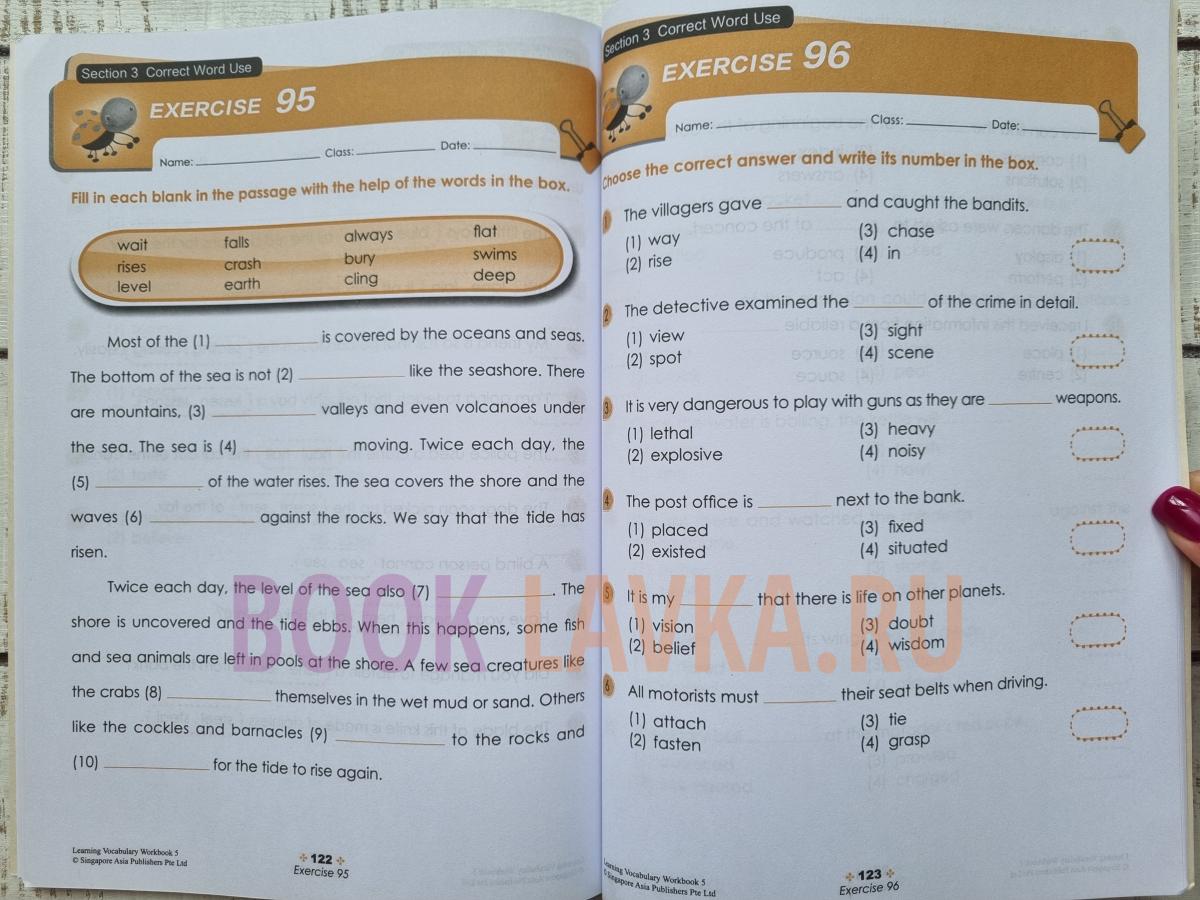 Section 3 Correct Word Use
EXERCISE 95
Name: Class: Date:
Fill in each blank in the passage with the help of the words in the box.
wait falls always flat
rises crash bury swims
level earth cling deep
Most of the (1) ____________ is covered by the oceans and seas.
The bottom of the sea is not (2) ____________ like the seashore. There
are mountains, (3) ____________ valleys and even volcanoes under
the sea. The sea is (4) ____________ moving. Twice each day, the
(5) ____________ of the water rises. The sea covers the shore and the
waves (6) ____________ against the rocks. We say that the tide has
risen.
Twice each day, the level of the sea also (7) ____________. The
shore is uncovered and the tide ebbs. When this happens, some fish
and sea animals are left in pools at the shore. A few sea creatures like
the crabs (8) ____________ themselves in the wet mud or sand. Others
like the cockles and barnacles (9) ____________ to the rocks and
(10) ____________ for the tide to rise again.
Learning Vocabulary Workbook 5
© Singapore Asia Publishers Pte Ltd
122
Exercise 95
Section 3 Correct Word Use
EXERCISE 96
Name: Class: Date:
Choose the correct answer and write its number in the box.
1 The villagers gave ________ and caught the bandits.
(1) way (3) chase
(2) rise (4) in
2 The detective examined the ________ of the crime in detail.
(1) view (3) sight
(2) spot (4) scene
3 It is very dangerous to play with guns as they are ________ weapons.
(1) lethal (3) heavy
(2) explosive (4) noisy
4 The post office is ________ next to the bank.
(1) placed (3) fixed
(2) existed (4) situated
5 It is my ________ that there is life on other planets.
(1) vision (3) doubt
(2) belief (4) wisdom
6 All motorists must ________ their seat belts when driving.
(1) attach (3) tie
(2) fasten (4) grasp
Learning Vocabulary Workbook 5
© Singapore Asia Publishers Pte Ltd
123
Exercise 96
BOOK LAVKA.RU